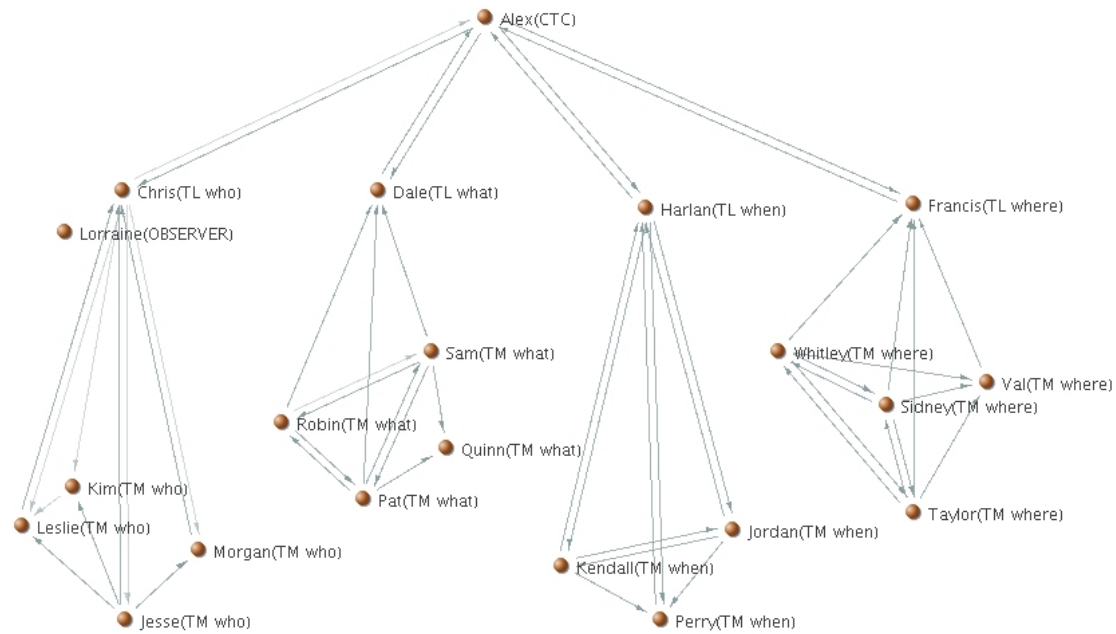 Alex(CTC)
Chris(TL who)
Dale(TL what)
Harlan(TL when)
Francis(TL where)
Lorraine(OBSERVER)
Sam(TM what)
Whitley(TM where)
Val(TM where)
Sidney(TM where)
Robin(TM what)
Quinn(TM what)
Kim(TM who)
Pat(TM what)
Taylor(TM where)
Leslie(TM who)
Jordan(TM when)
Morgan(TM who)
Kendall(TM when)
Jesse(TM who)
Perry(TM when)